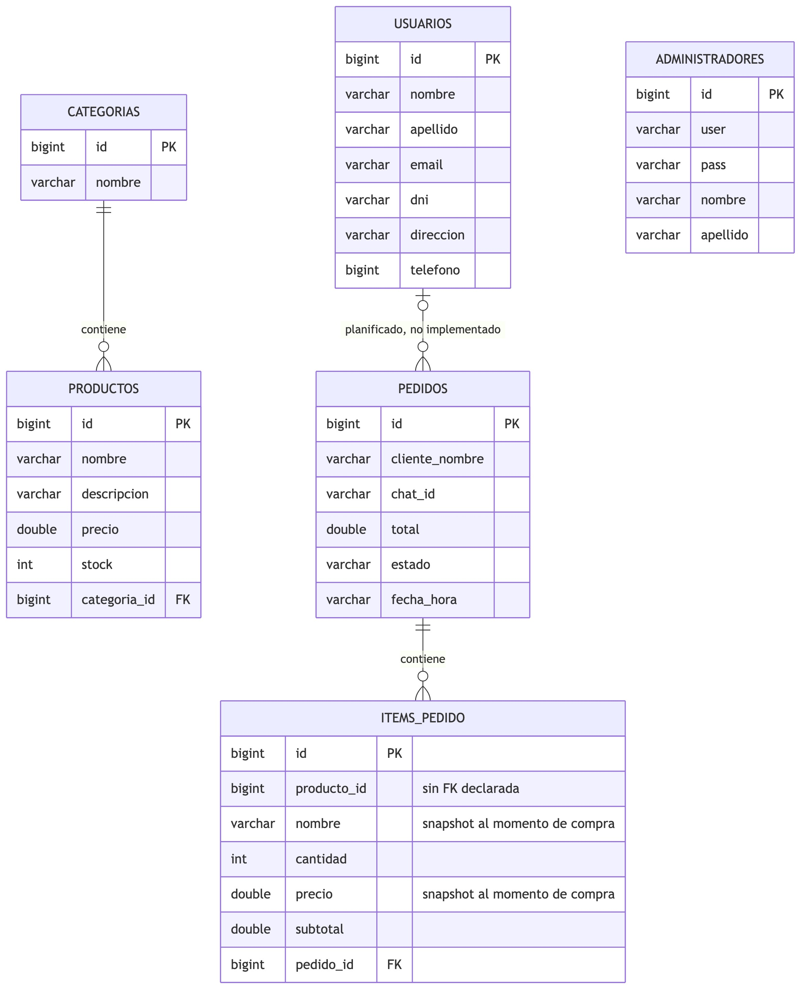 USUARIOS
bigint id PK
varchar nombre
varchar apellido
varchar email
varchar dni
varchar direccion
bigint telefono
ADMINISTRADORES
bigint id PK
varchar user
varchar pass
varchar nombre
varchar apellido
CATEGORIAS
bigint id PK
varchar nombre
contiene
planificado, no implementado
PRODUCTOS
bigint id PK
varchar nombre
varchar descripcion
double precio
int stock
bigint categoria_id FK
PEDIDOS
bigint id PK
varchar cliente_nombre
varchar chat_id
double total
varchar estado
varchar fecha_hora
contiene
ITEMS_PEDIDO
bigint id PK
bigint producto_id sin FK declarada
varchar nombre snapshot al momento de compra
int cantidad
double precio snapshot al momento de compra
double subtotal
bigint pedido_id FK